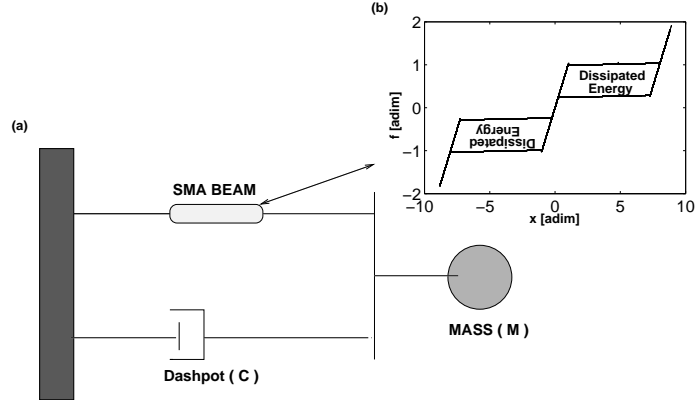 (b)
2
1
0
−1
−2
f [adim]
Dissipated
Energy
Dissipated
Energy
−10
−5
0
5
10
x [adim]
(a)
SMA BEAM
MASS ( M )
Dashpot ( C )